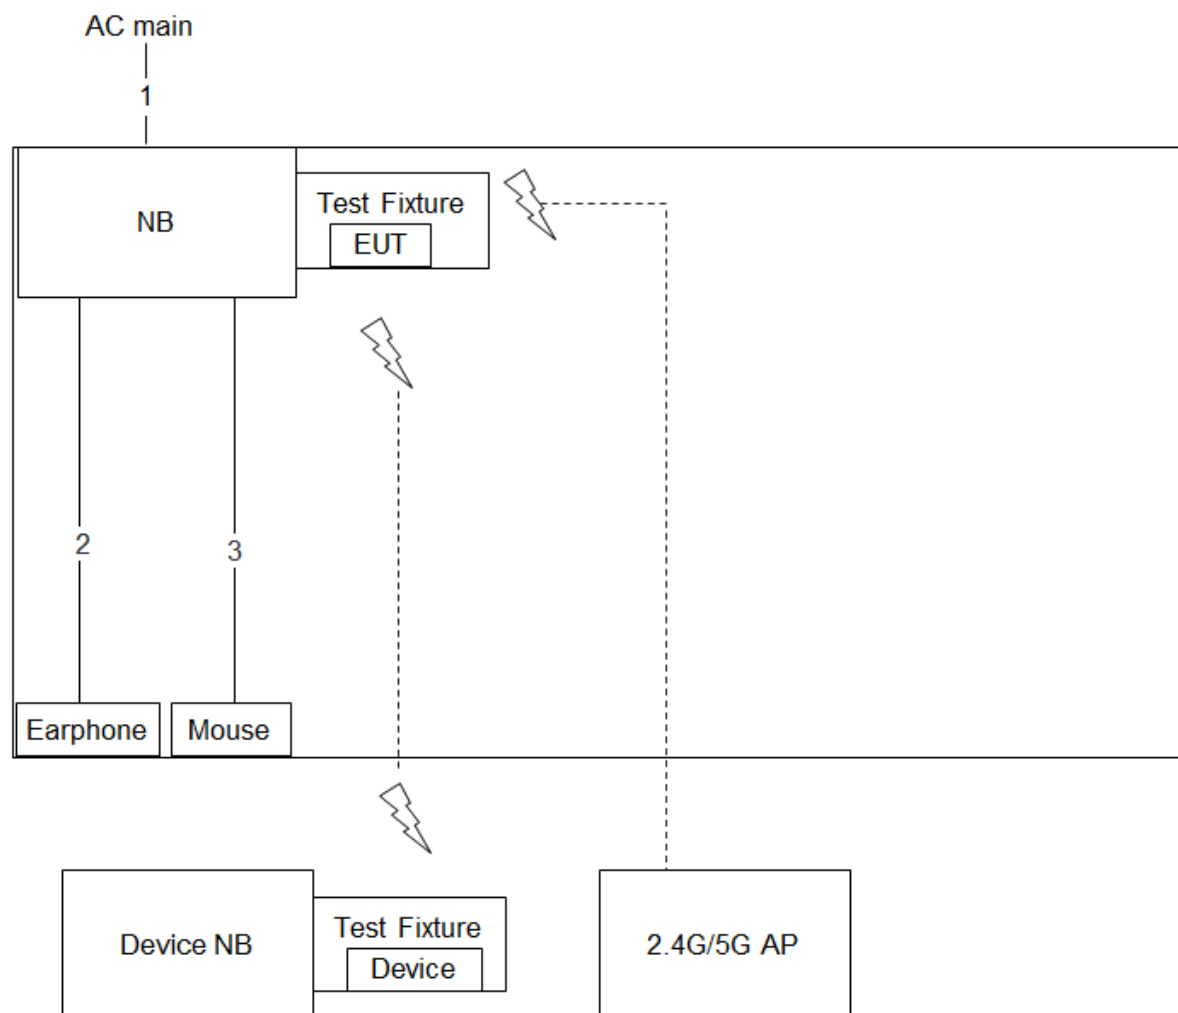 AC main
1
NB
Test Fixture
EUT
2
3
Earphone
Mouse
Device NB
Test Fixture
Device
2.4G/5G AP